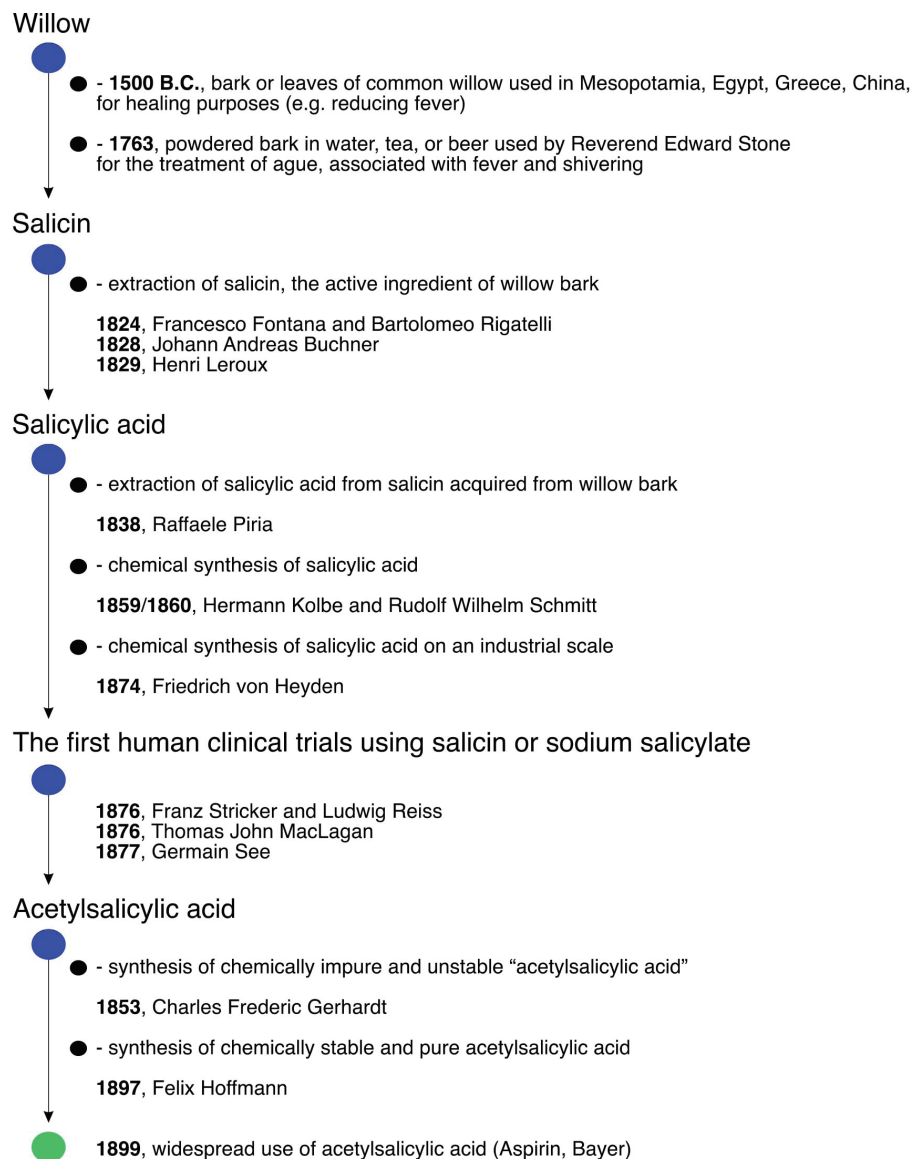 Willow
- 1500 B.C., bark or leaves of common willow used in Mesopotamia, Egypt, Greece, China,
for healing purposes (e.g. reducing fever)
- 1763, powdered bark in water, tea, or beer used by Reverend Edward Stone
for the treatment of ague, associated with fever and shivering
Salicin
- extraction of salicin, the active ingredient of willow bark
1824, Francesco Fontana and Bartolomeo Rigatelli
1828, Johann Andreas Buchner
1829, Henri Leroux
Salicylic acid
- extraction of salicylic acid from salicin acquired from willow bark
1838, Raffaele Piria
- chemical synthesis of salicylic acid
1859/1860, Hermann Kolbe and Rudolf Wilhelm Schmitt
- chemical synthesis of salicylic acid on an industrial scale
1874, Friedrich von Heyden
The first human clinical trials using salicin or sodium salicylate
1876, Franz Stricker and Ludwig Reiss
1876, Thomas John MacLagan
1877, Germain See
Acetylsalicylic acid
- synthesis of chemically impure and unstable “acetylsalicylic acid”
1853, Charles Frederic Gerhardt
- synthesis of chemically stable and pure acetylsalicylic acid
1897, Felix Hoffmann
1899, widespread use of acetylsalicylic acid (Aspirin, Bayer)